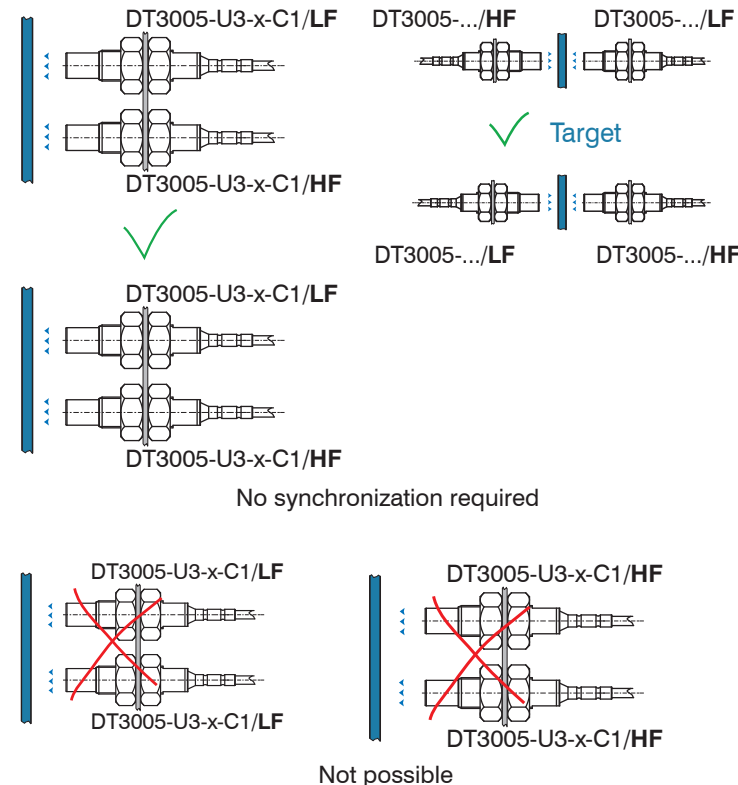 DT3005-U3-x-C1/LF
DT3005-U3-x-C1/HF
DT3005-U3-x-C1/LF
DT3005-U3-x-C1/HF
DT3005-.../HF
DT3005-.../LF
Target
DT3005-.../LF
DT3005-.../HF
No synchronization required
DT3005-U3-x-C1/LF
DT3005-U3-x-C1/LF
DT3005-U3-x-C1/HF
DT3005-U3-x-C1/HF
Not possible